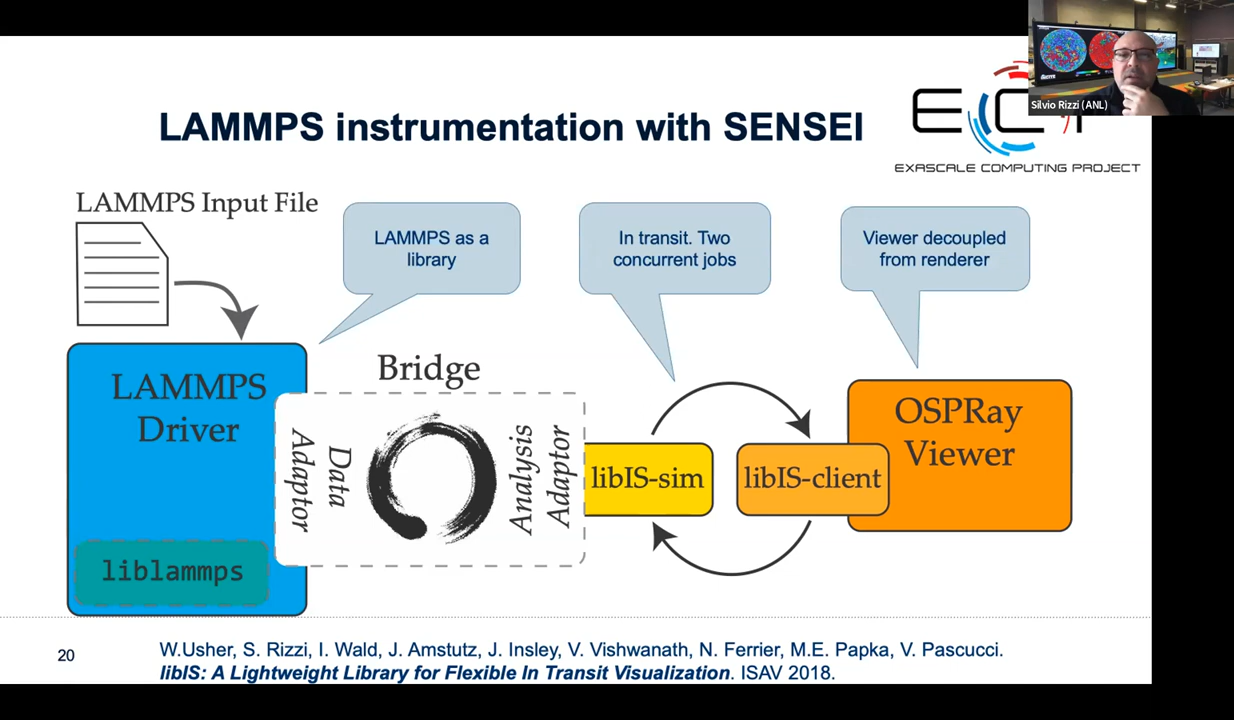 Silvio Rizzi (ANL)
LAMMPS instrumentation with SENSEI
EXASCALE COMPUTING PROJECT
LAMMPS Input File
LAMMPS as a
library
In transit. Two
concurrent jobs
Viewer decoupled
from renderer
LAMMPS
Driver
liblammps
Bridge
Data
Adaptor
Analysis
Adaptor
libIS-sim
libIS-client
OSPRay
Viewer
20
W.Usher, S. Rizzi, I. Wald, J. Amstutz, J. Insley, V. Vishwanath, N. Ferrier, M.E. Papka, V. Pascucci.
libIS: A Lightweight Library for Flexible In Transit Visualization. ISAV 2018.